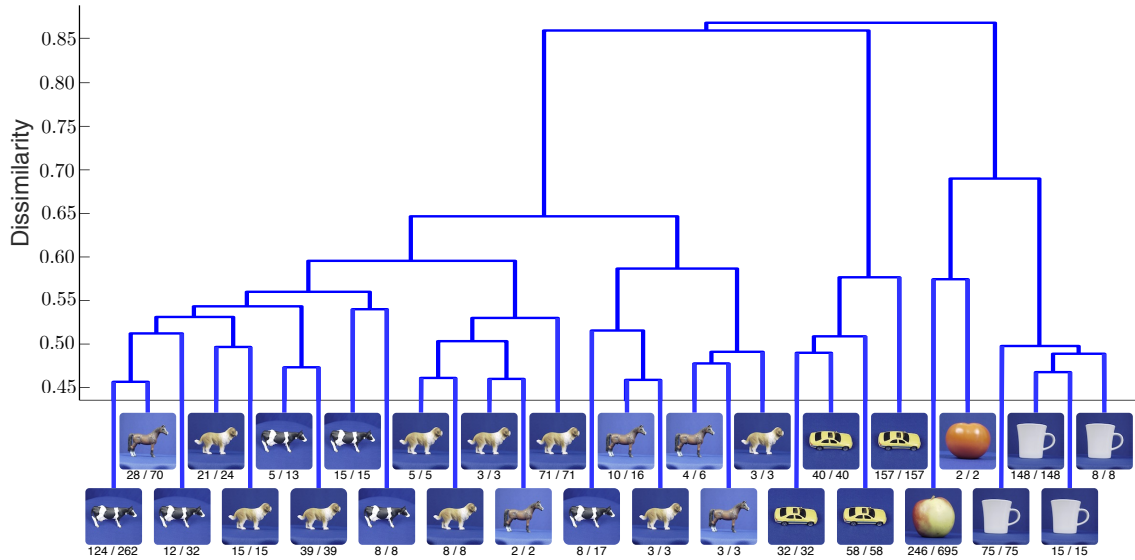 Dissimilarity
0.85
0.80
0.75
0.70
0.65
0.60
0.55
0.50
0.45
28 / 70
21 / 24
5 / 13
15 / 15
5 / 5
3 / 3
71 / 71
10 / 16
4 / 6
3 / 3
40 / 40
157 / 157
2 / 2
148 / 148
8 / 8
124 / 262
12 / 32
15 / 15
39 / 39
8 / 8
8 / 8
2 / 2
8 / 17
3 / 3
3 / 3
32 / 32
58 / 58
246 / 695
75 / 75
15 / 15